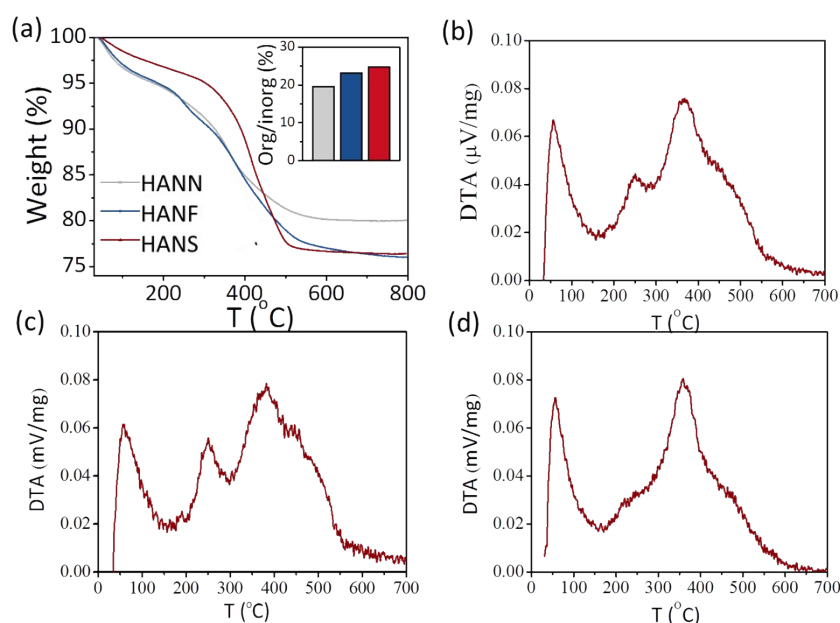 (a)
100
95
90
85
80
75
Weight (%)
HANN
HANF
HANS
200
400
600
800
T (°C)
30
20
10
0
Org/inorg (%)
(b)
0.10
0.08
0.06
0.04
0.02
0.00
DTA (μV/mg)
0 100 200 300 400 500 600 700
T (°C)
(c)
0.10
0.08
0.06
0.04
0.02
0.00
DTA (mV/mg)
0 100 200 300 400 500 600 700
T (°C)
(d)
0.10
0.08
0.06
0.04
0.02
0.00
DTA (mV/mg)
0 100 200 300 400 500 600 700
T (°C)